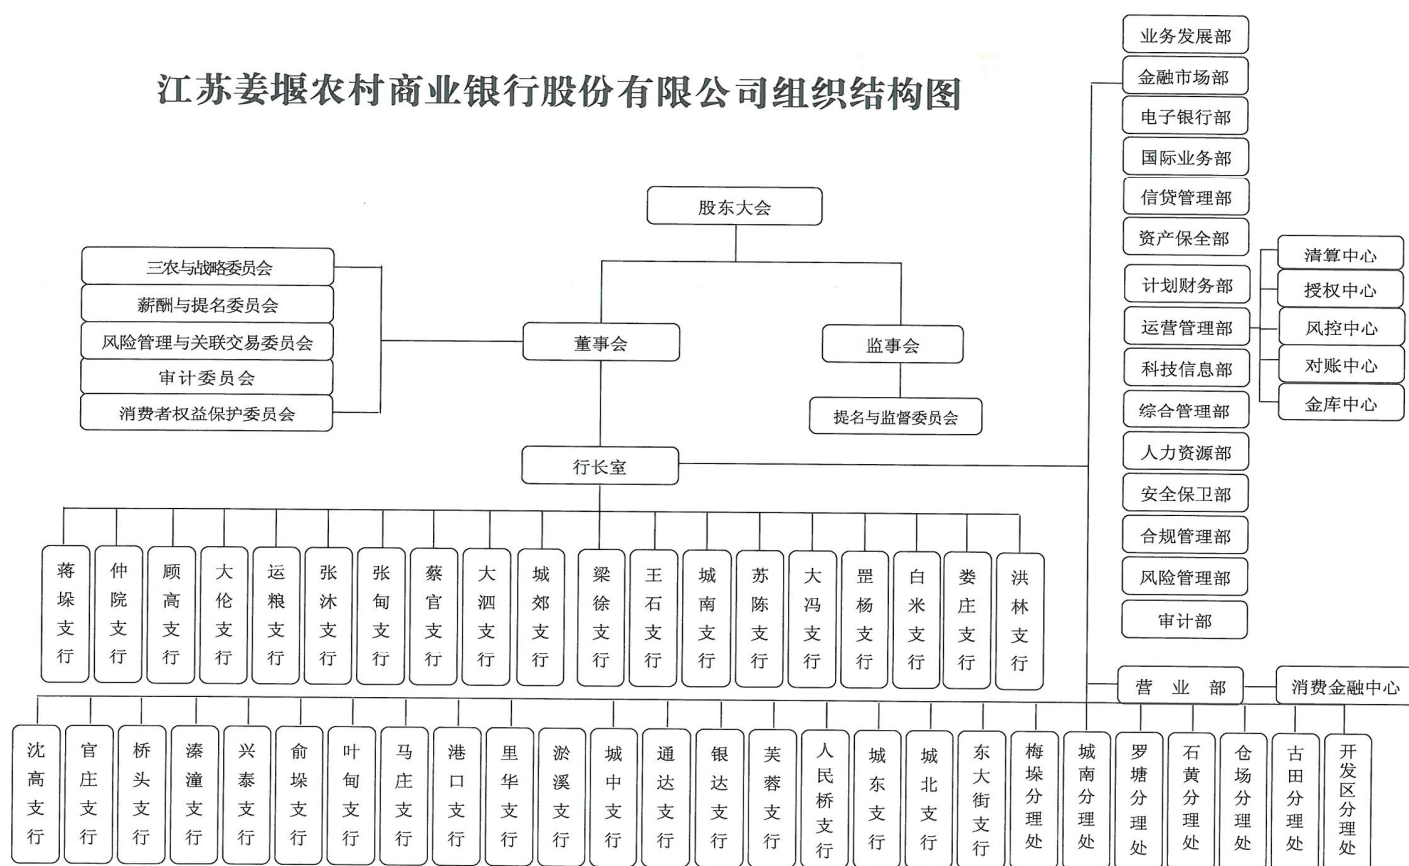 江苏姜堰农村商业银行股份有限公司组织结构图
股东大会
三农与战略委员会
薪酬与提名委员会
风险管理与关联交易委员会
审计委员会
消费者权益保护委员会
董事会
监事会
提名与监督委员会
行长室
业务发展部
金融市场部
电子银行部
国际业务部
信贷管理部
资产保全部
计划财务部
运营管理部
科技信息部
综合管理部
人力资源部
安全保卫部
合规管理部
风险管理部
审计部
清算中心
授权中心
风控中心
对账中心
金库中心
营业部
消费金融中心
蒋垛支行
仲院支行
顾高支行
大伦支行
运粮支行
张沐支行
张甸支行
蔡官支行
大泗支行
城郊支行
梁徐支行
王石支行
城南支行
苏陈支行
大冯支行
罡杨支行
白米支行
娄庄支行
洪林支行
沈高支行
官庄支行
桥头支行
溱潼支行
兴泰支行
俞垛支行
叶甸支行
马庄支行
港口支行
里华支行
淤溪支行
城中支行
通达支行
银达支行
芙蓉支行
人民桥支行
城东支行
城北支行
东大街支行
梅垛分理处
城南分理处
罗塘分理处
石黄分理处
仓场分理处
古田分理处
开发区分理处